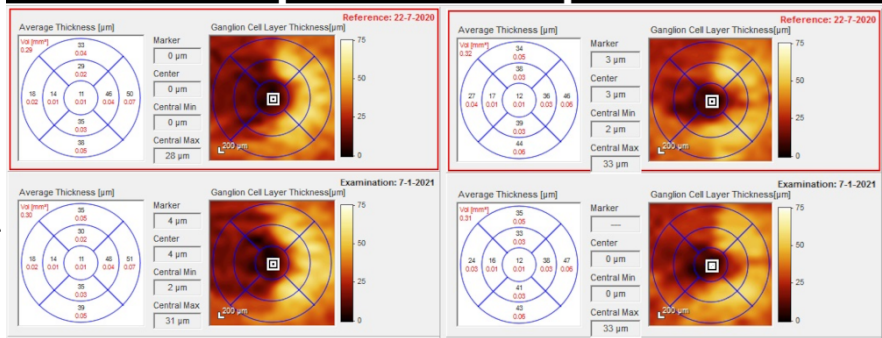 Reference: 22-7-2020
Average Thickness [µm]
Vol [mm³]
0.29
33
0.04
29
0.02
16
0.02
14
0.01
11
0.01
46
0.04
50
0.07
35
0.03
38
0.05
Marker
0 µm
Center
0 µm
Central Min
0 µm
Central Max
28 µm
Ganglion Cell Layer Thickness[µm]
200 µm
75
50
25
0
Reference: 22-7-2020
Average Thickness [µm]
Vol [mm³]
0.32
34
0.05
29
0.03
27
0.04
17
0.01
12
0.01
36
0.03
46
0.06
39
0.03
44
0.06
Marker
3 µm
Center
3 µm
Central Min
2 µm
Central Max
33 µm
Ganglion Cell Layer Thickness[µm]
200 µm
75
50
25
0
Examination: 7-1-2021
Average Thickness [µm]
Vol [mm³]
0.30
35
0.05
30
0.02
16
0.02
14
0.01
11
0.01
48
0.04
51
0.07
35
0.03
39
0.05
Marker
4 µm
Center
4 µm
Central Min
2 µm
Central Max
31 µm
Ganglion Cell Layer Thickness[µm]
200 µm
75
50
25
0
Examination: 7-1-2021
Average Thickness [µm]
Vol [mm³]
0.31
35
0.05
33
0.03
24
0.03
16
0.01
12
0.01
35
0.03
47
0.06
41
0.03
43
0.06
Marker
---
Center
0 µm
Central Min
0 µm
Central Max
33 µm
Ganglion Cell Layer Thickness[µm]
200 µm
75
50
25
0